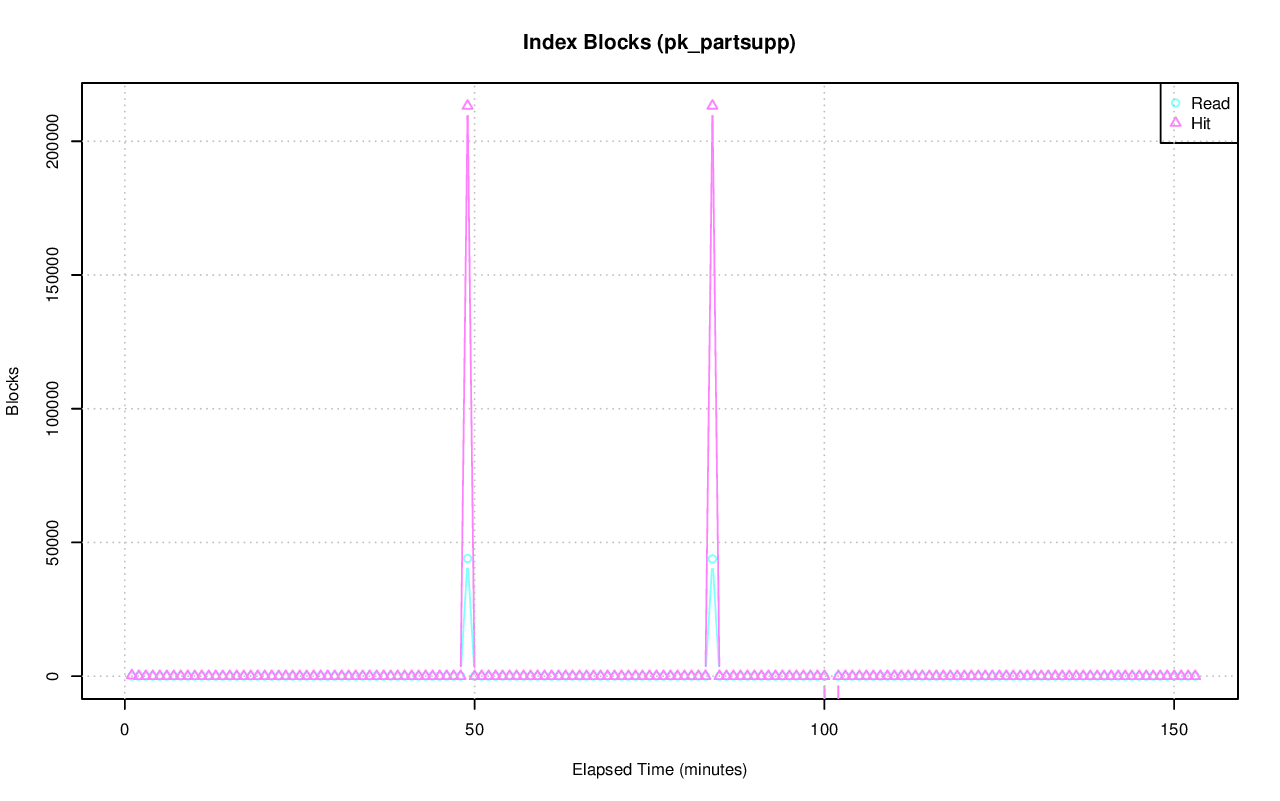 Index Blocks (pk_partsupp)
Read
Hit
200000
150000
100000
50000
0
Blocks
0 50 100 150
Elapsed Time (minutes)